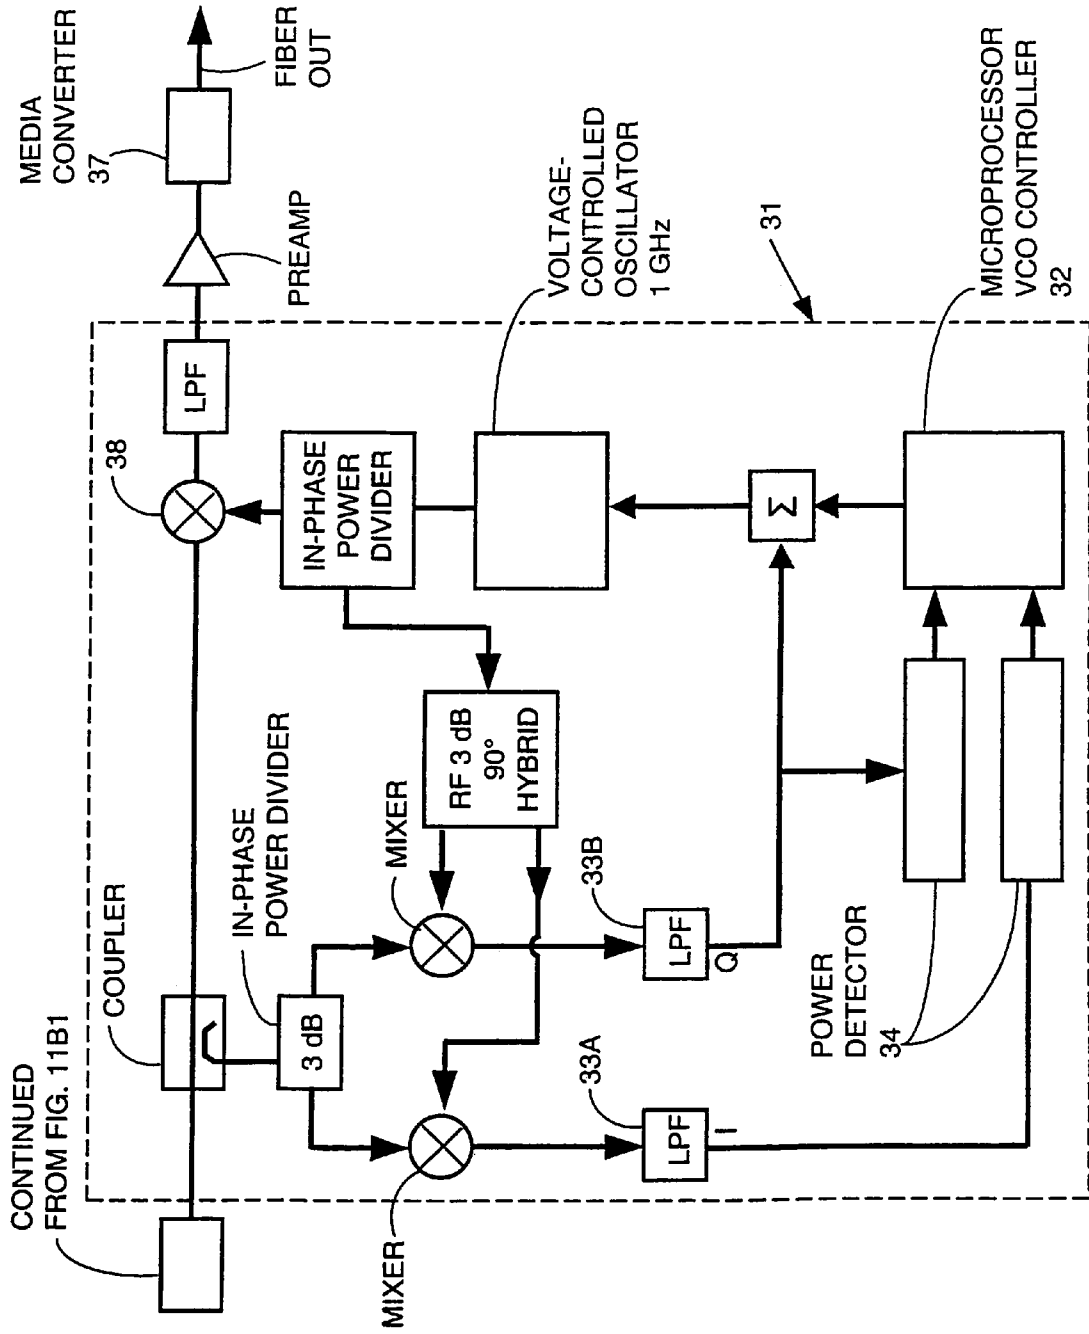 CONTINUED
FROM FIG. 11B1
COUPLER
IN-PHASE
POWER DIVIDER
3 dB
MIXER
MIXER
RF 3 dB
90°
HYBRID
38
LPF
IN-PHASE
POWER
DIVIDER
PREAMP
MEDIA
CONVERTER
37
FIBER
OUT
VOLTAGE-
CONTROLLED
OSCILLATOR
1 GHz
31
33A
LPF
I
33B
LPF
Q
Σ
POWER
DETECTOR
34
MICROPROCESSOR
VCO CONTROLLER
32